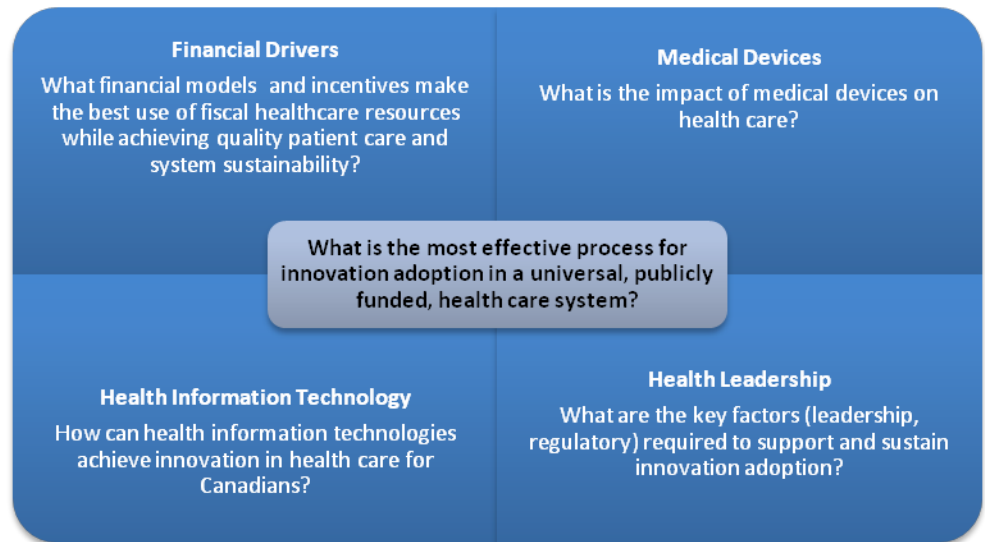 Financial Drivers
What financial models and incentives make
the best use of fiscal healthcare resources
while achieving quality patient care and
system sustainability?
Medical Devices
What is the impact of medical devices on
health care?
What is the most effective process for
innovation adoption in a universal, publicly
funded, health care system?
Health Information Technology
How can health information technologies
achieve innovation in health care for
Canadians?
Health Leadership
What are the key factors (leadership,
regulatory) required to support and sustain
innovation adoption?